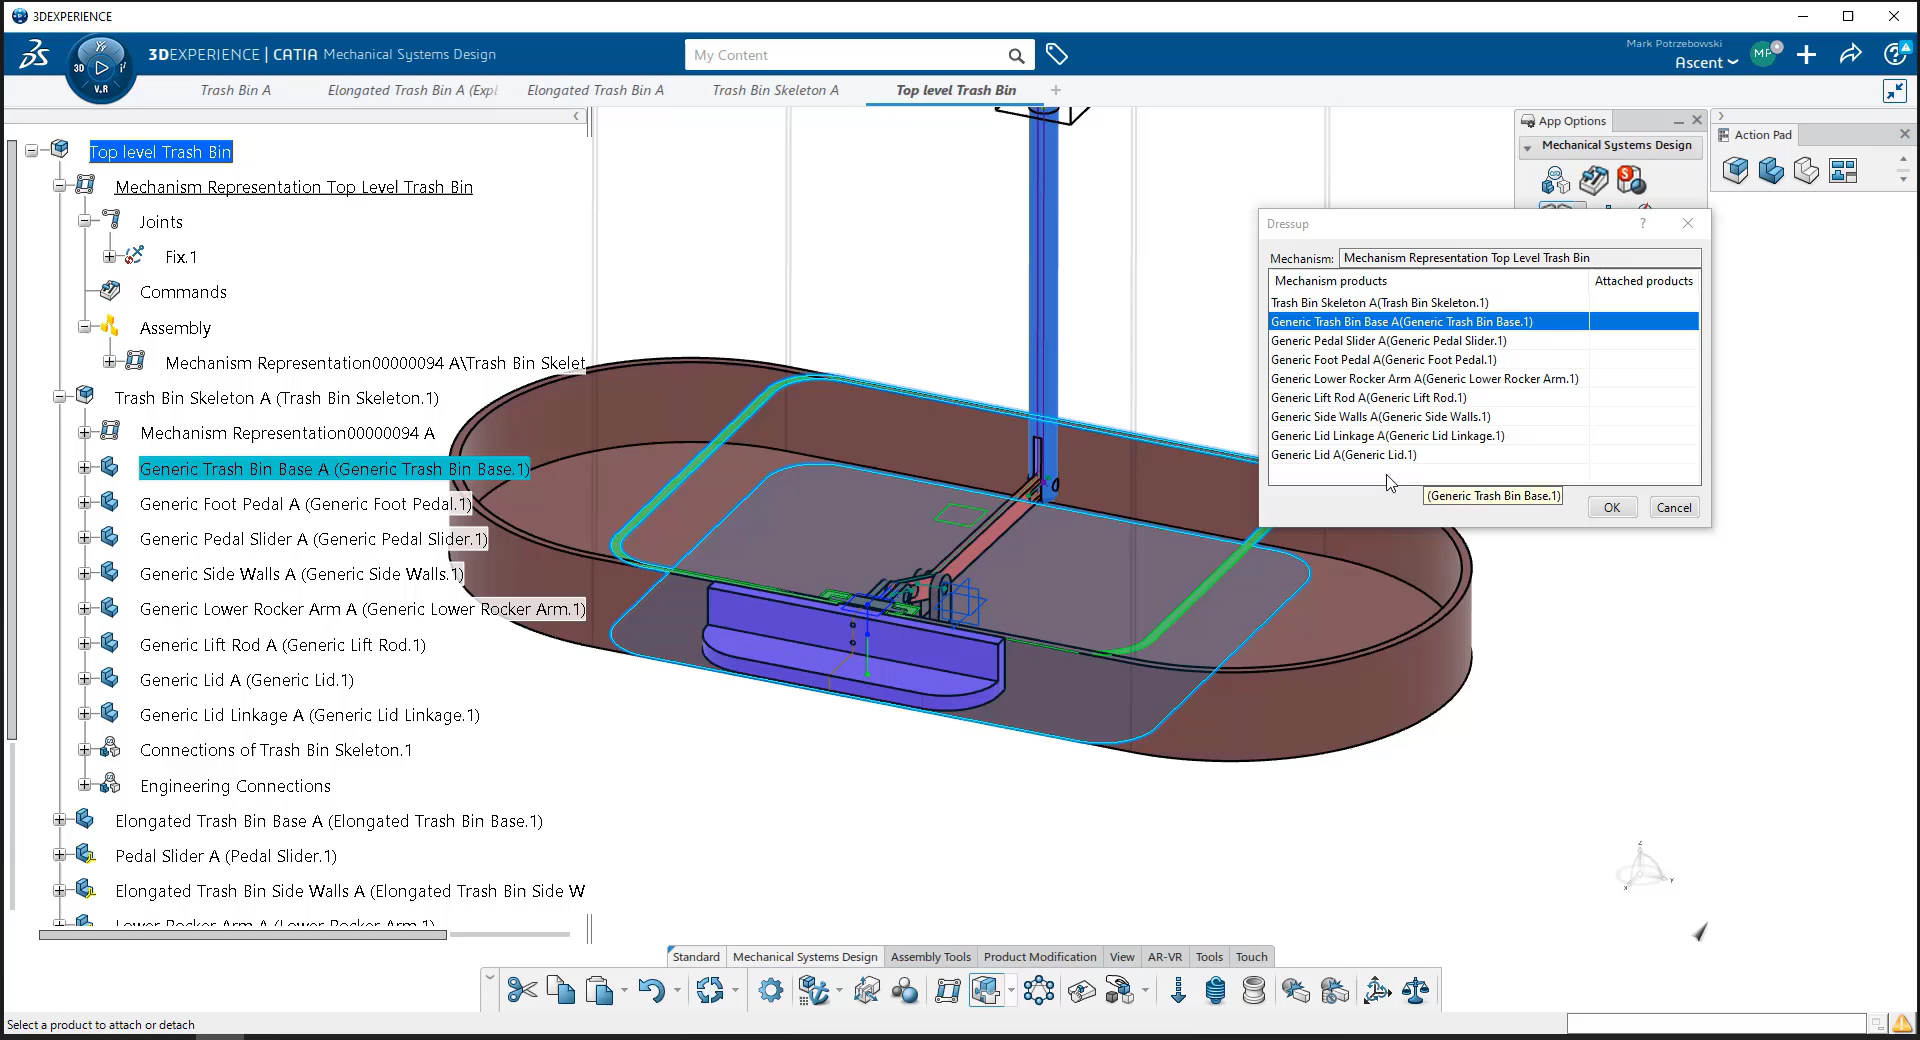 3DEXPERIENCE
3DEXPERIENCE | CATIA Mechanical Systems Design
My Content
Mark Potrzebowski
Ascent
MP
3D
V.R
Trash Bin A
Elongated Trash Bin A (Expl
Elongated Trash Bin A
Trash Bin Skeleton A
Top level Trash Bin
App Options
Mechanical Systems Design
Action Pad
Top level Trash Bin
Mechanism Representation Top Level Trash Bin
Joints
Fix.1
Commands
Assembly
Mechanism Representation00000094 A\Trash Bin Skelet
Trash Bin Skeleton A (Trash Bin Skeleton.1)
Mechanism Representation00000094 A
Generic Trash Bin Base A (Generic Trash Bin Base.1)
Generic Foot Pedal A (Generic Foot Pedal.1)
Generic Pedal Slider A (Generic Pedal Slider.1)
Generic Side Walls A (Generic Side Walls.1)
Generic Lower Rocker Arm A (Generic Lower Rocker Arm.1)
Generic Lift Rod A (Generic Lift Rod.1)
Generic Lid A (Generic Lid.1)
Generic Lid Linkage A (Generic Lid Linkage.1)
Connections of Trash Bin Skeleton.1
Engineering Connections
Elongated Trash Bin Base A (Elongated Trash Bin Base.1)
Pedal Slider A (Pedal Slider.1)
Elongated Trash Bin Side Walls A (Elongated Trash Bin Side W
Lower Rocker Arm A (Lower Rocker Arm.1)
Dressup
Mechanism: Mechanism Representation Top Level Trash Bin
Mechanism products Attached products
Trash Bin Skeleton A(Trash Bin Skeleton.1)
Generic Trash Bin Base A(Generic Trash Bin Base.1)
Generic Pedal Slider A(Generic Pedal Slider.1)
Generic Foot Pedal A(Generic Foot Pedal.1)
Generic Lower Rocker Arm A(Generic Lower Rocker Arm.1)
Generic Lift Rod A(Generic Lift Rod.1)
Generic Side Walls A(Generic Side Walls.1)
Generic Lid Linkage A(Generic Lid Linkage.1)
Generic Lid A(Generic Lid.1)
(Generic Trash Bin Base.1)
OK Cancel
Standard Mechanical Systems Design Assembly Tools Product Modification View AR-VR Tools Touch
Select a product to attach or detach